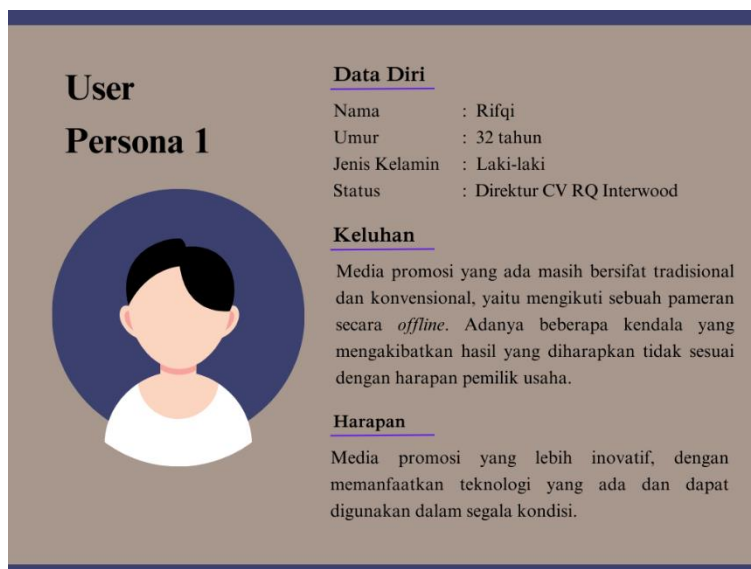 User
Persona 1
Data Diri
Nama : Rifqi
Umur : 32 tahun
Jenis Kelamin : Laki-laki
Status : Direktur CV RQ Interwood
Keluhan
Media promosi yang ada masih bersifat tradisional
dan konvensional, yaitu mengikuti sebuah pameran
secara offline. Adanya beberapa kendala yang
mengakibatkan hasil yang diharapkan tidak sesuai
dengan harapan pemilik usaha.
Harapan
Media promosi yang lebih inovatif, dengan
memanfaatkan teknologi yang ada dan dapat
digunakan dalam segala kondisi.